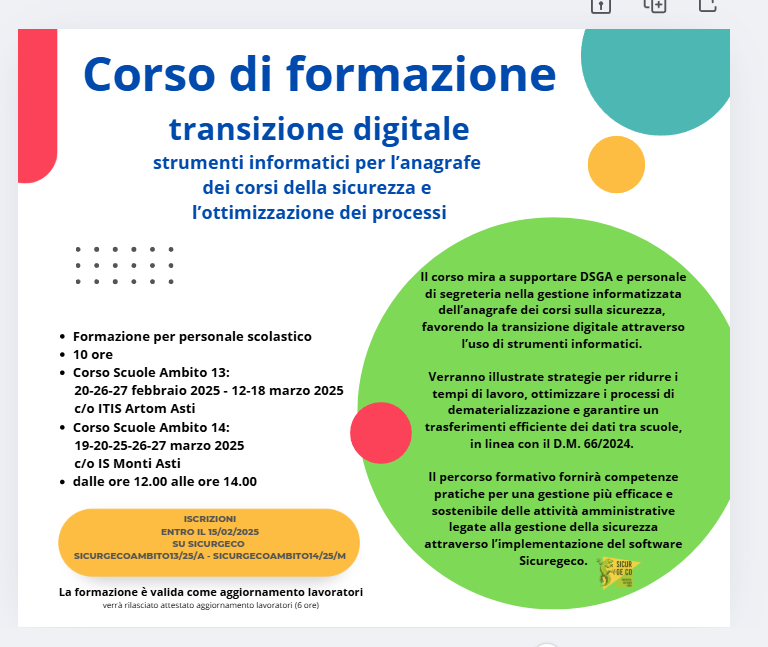 Corso di formazione
transizione digitale
strumenti informatici per l'anagrafe
dei corsi della sicurezza e
l'ottimizzazione dei processi
• Formazione per personale scolastico
• 10 ore
• Corso Scuole Ambito 13:
20-26-27 febbraio 2025 - 12-18 marzo 2025
c/o ITIS Artom Asti
• Corso Scuole Ambito 14:
19-20-25-26-27 marzo 2025
c/o IS Monti Asti
• dalle ore 12.00 alle ore 14.00
ISCRIZIONI
ENTRO IL 15/02/2025
SU SICURGECO
SICURGECOAMBITO13/25/A - SICURGECOAMBITO14/25/M
La formazione è valida come aggiornamento lavoratori
verrà rilasciato attestato aggiornamento lavoratori (6 ore)
Il corso mira a supportare DSGA e personale
di segreteria nella gestione informatizzata
dell'anagrafe dei corsi sulla sicurezza,
favorendo la transizione digitale attraverso
l'uso di strumenti informatici.
Verranno illustrate strategie per ridurre i
tempi di lavoro, ottimizzare i processi di
dematerializzazione e garantire un
trasferimenti efficiente dei dati tra scuole,
in linea con il D.M. 66/2024.
Il percorso formativo fornirà competenze
pratiche per una gestione più efficace e
sostenibile delle attività amministrative
legate alla gestione della sicurezza
attraverso l'implementazione del software
Sicurgeco.
SICUR
GE CO